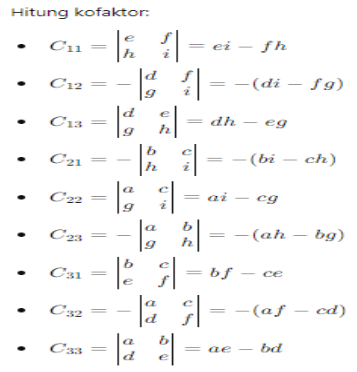 Hitung kofaktor:
• C₁₁ = |e f; h i| = ei − fh
• C₁₂ = −|d f; g i| = −(di − fg)
• C₁₃ = |d e; g h| = dh − eg
• C₂₁ = −|b c; h i| = −(bi − ch)
• C₂₂ = |a c; g i| = ai − cg
• C₂₃ = −|a b; g h| = −(ah − bg)
• C₃₁ = |b c; e f| = bf − ce
• C₃₂ = −|a c; d f| = −(af − cd)
• C₃₃ = |a b; d e| = ae − bd